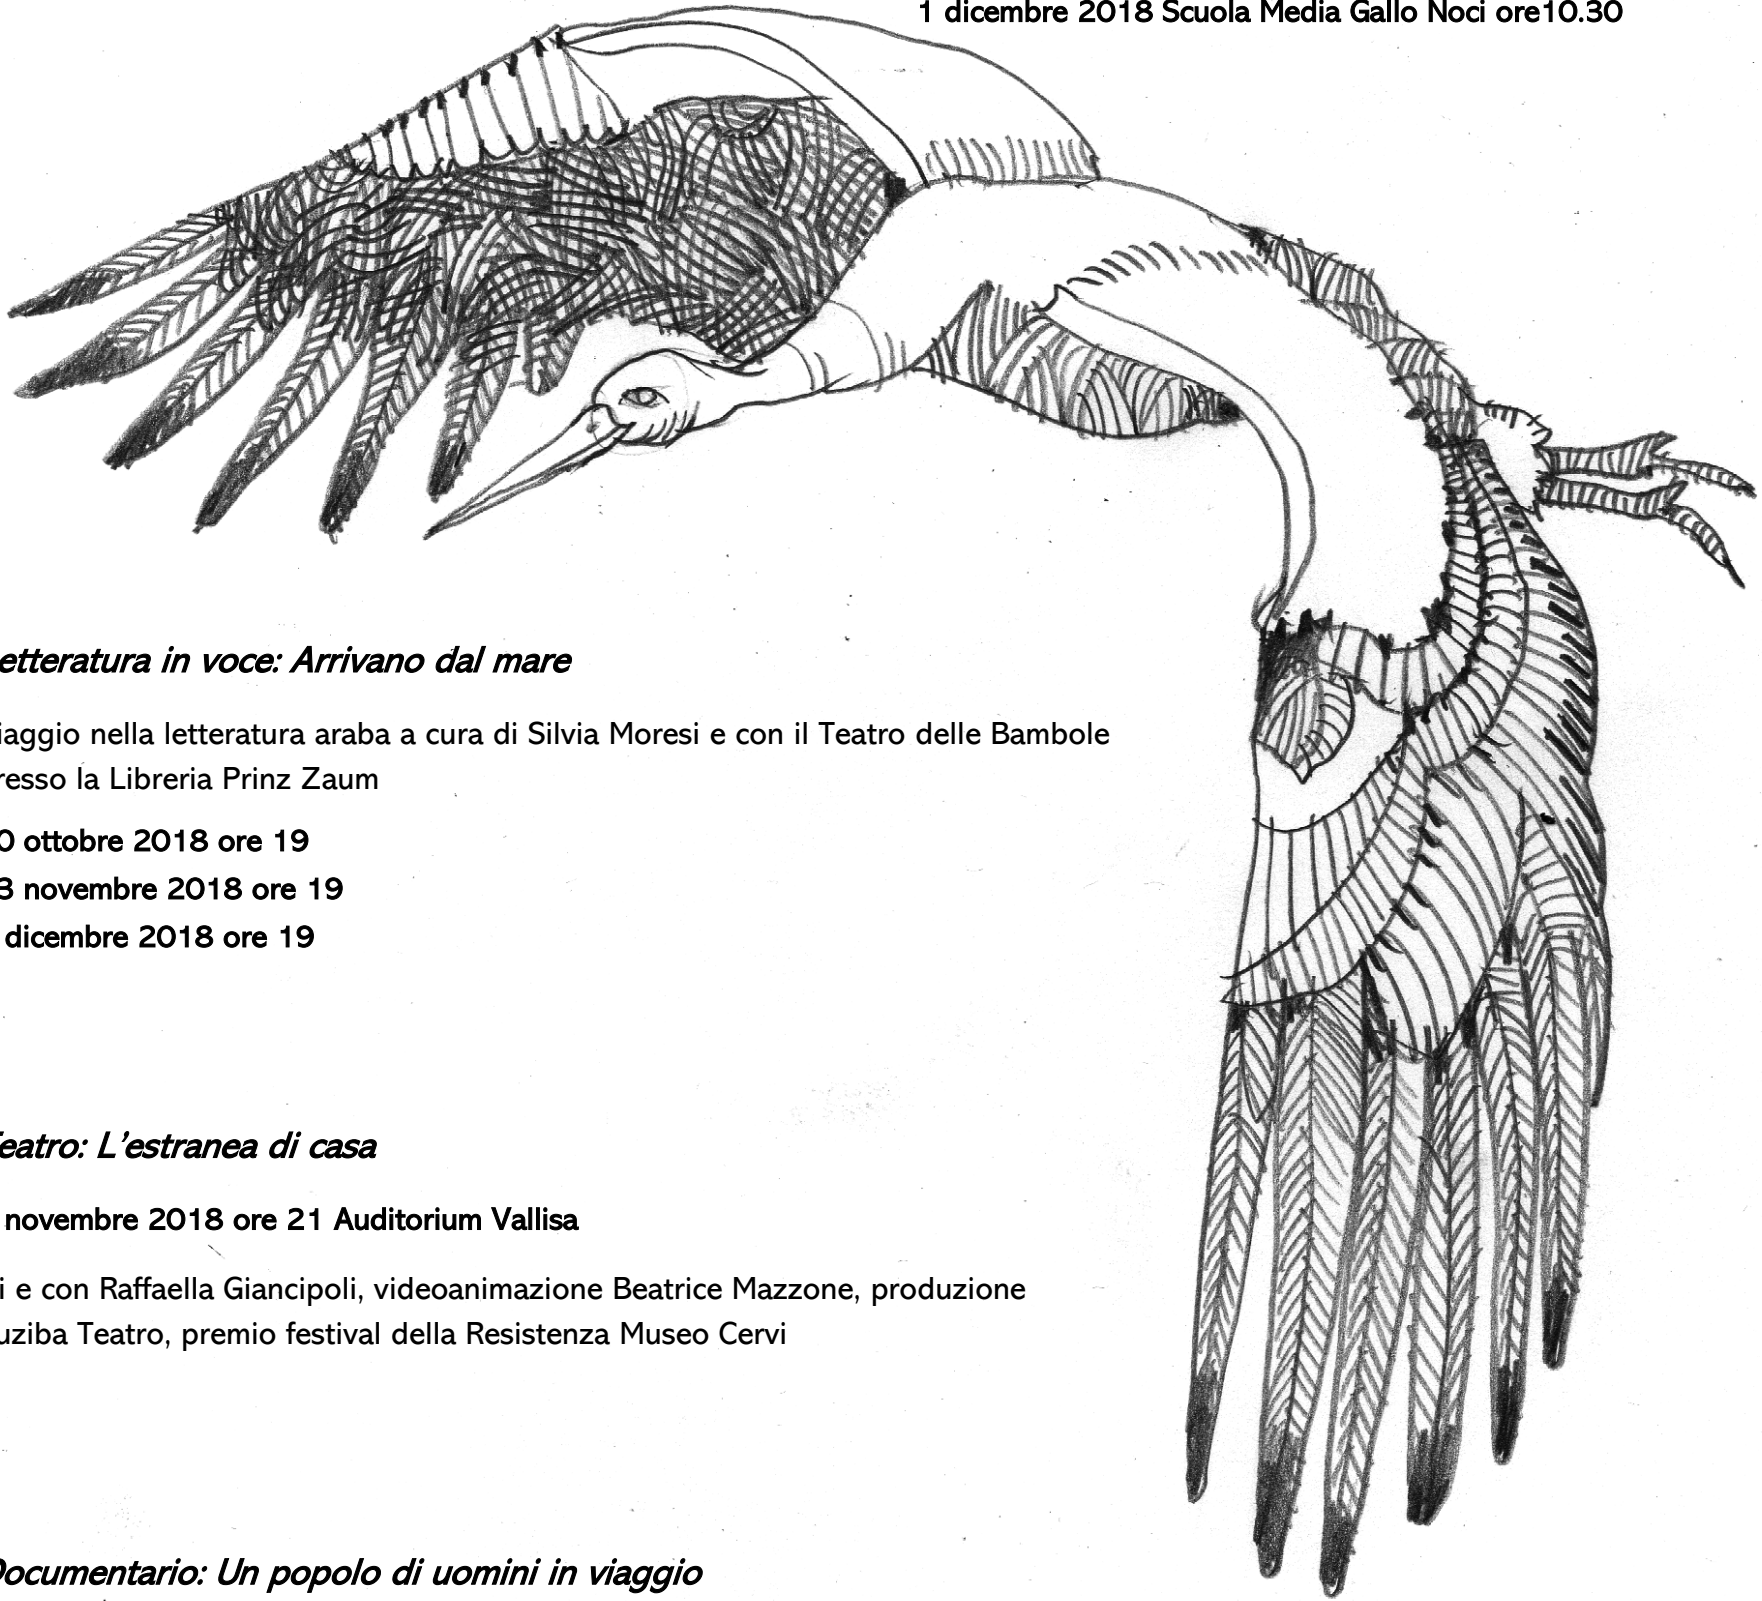 1 dicembre 2018 Scuola Media Gallo Noci ore10.30
etteratura in voce: Arrivano dal mare
iaggio nella letteratura araba a cura di Silvia Moresi e con il Teatro delle Bambole
resso la Libreria Prinz Zaum
0 ottobre 2018 ore 19
3 novembre 2018 ore 19
dicembre 2018 ore 19
eatro: L'estranea di casa
novembre 2018 ore 21 Auditorium Vallisa
i e con Raffaella Giancipoli, videoanimazione Beatrice Mazzone, produzione
uziba Teatro, premio festival della Resistenza Museo Cervi
Documentario: Un popolo di uomini in viaggio